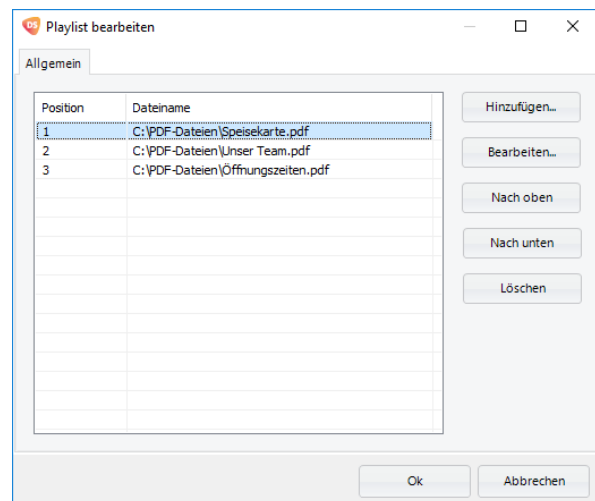 DS Playlist bearbeiten
Allgemein
Position Dateiname
1 C:\PDF-Dateien\Speisekarte.pdf
2 C:\PDF-Dateien\Unser Team.pdf
3 C:\PDF-Dateien\Öffnungszeiten.pdf
Hinzufügen...
Bearbeiten...
Nach oben
Nach unten
Löschen
Ok Abbrechen